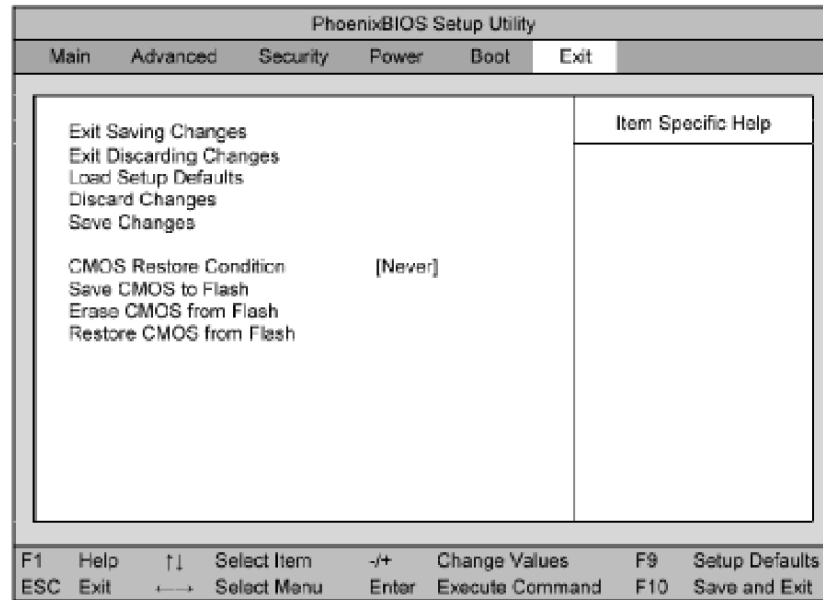 PhoenixBIOS Setup Utility
Main Advanced Security Power Boot Exit
Item Specific Help
Exit Saving Changes
Exit Discarding Changes
Load Setup Defaults
Discard Changes
Save Changes
CMOS Restore Condition [Never]
Save CMOS to Flash
Erase CMOS from Flash
Restore CMOS from Flash
F1 Help ↑↓ Select Item -/+ Change Values F9 Setup Defaults
ESC Exit ←→ Select Menu Enter Execute Command F10 Save and Exit